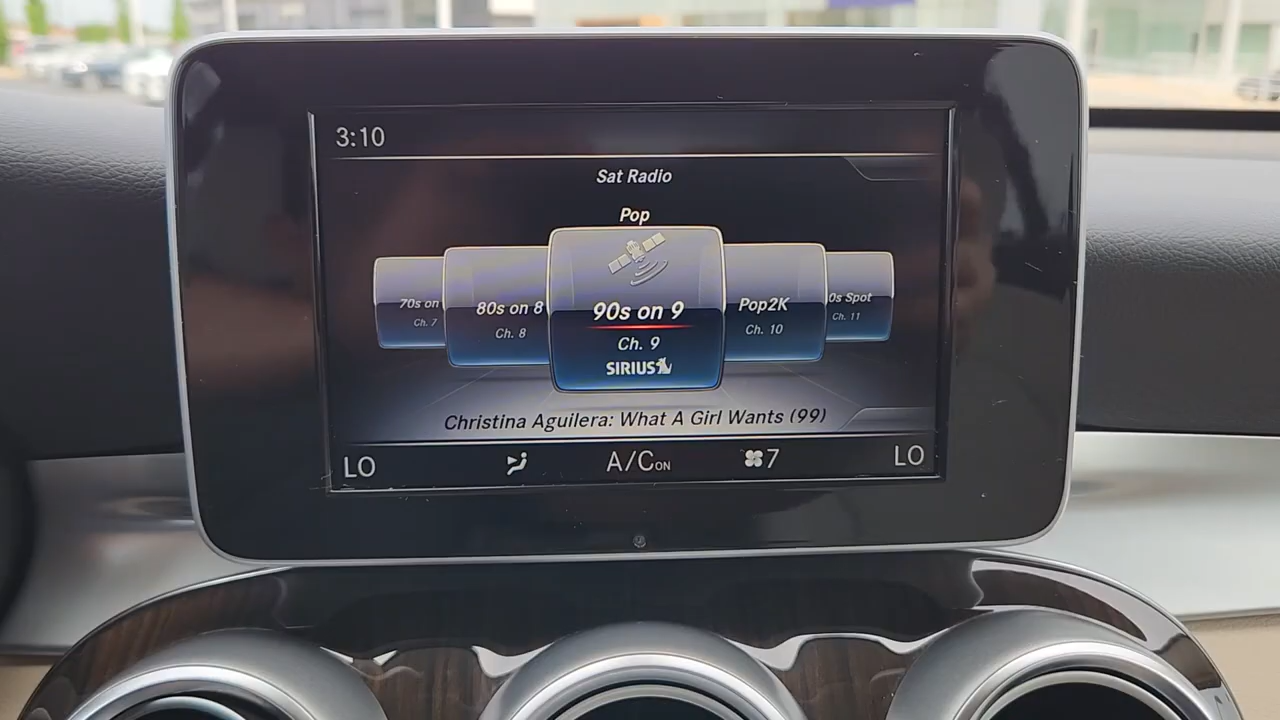 3:10
Sat Radio
Pop
70s on
Ch. 7
80s on 8
Ch. 8
90s on 9
Ch. 9
SIRIUS
Pop2K
Ch. 10
0s Spot
Ch. 11
Christina Aguilera: What A Girl Wants (99)
LO A/C ON 7 LO